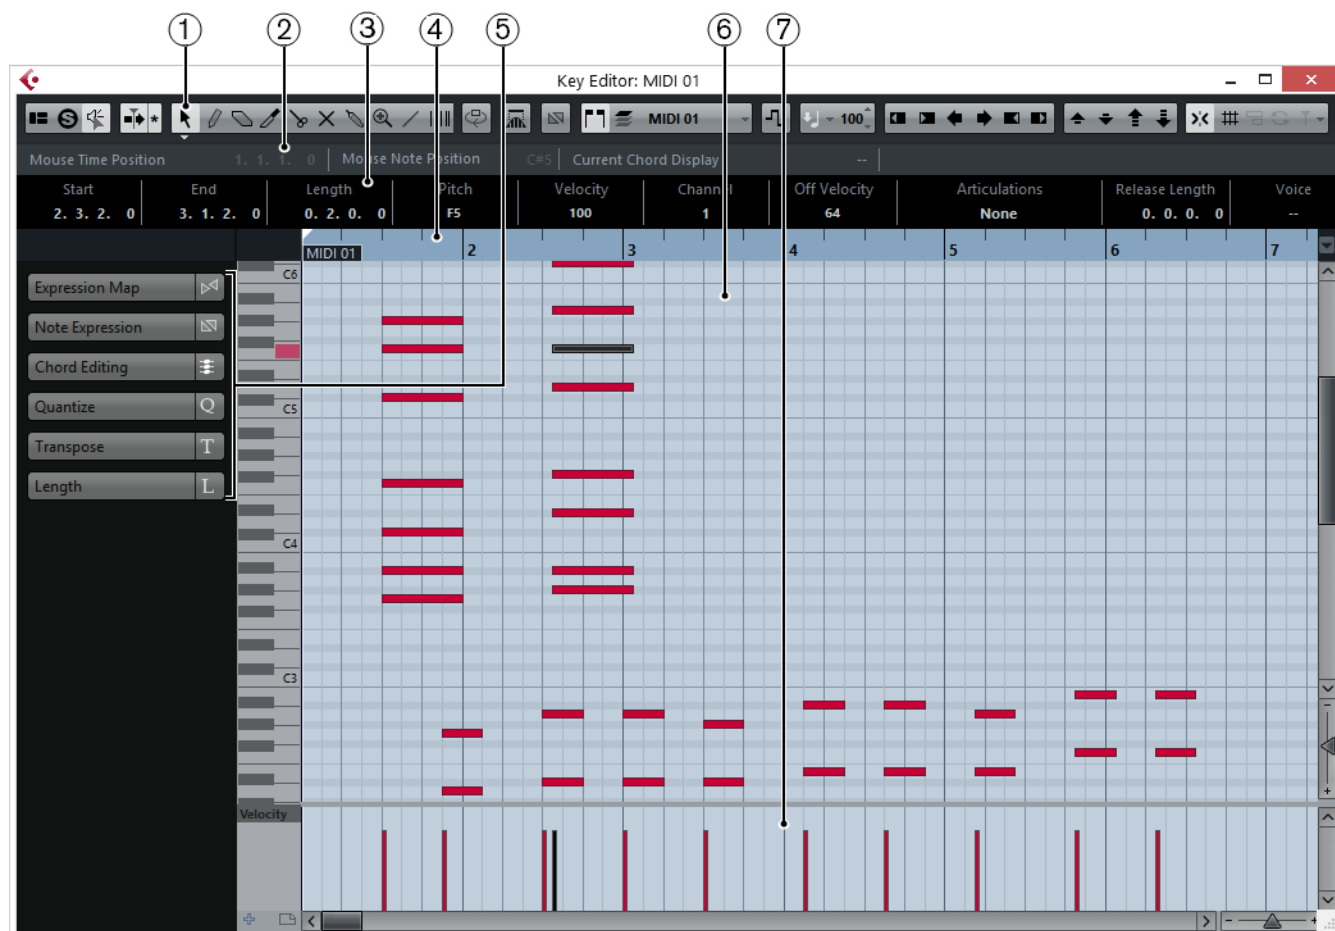 1 2 3 4 5 6 7
Key Editor: MIDI 01
MIDI 01 100
Mouse Time Position 1. 1. 1. 0 Mouse Note Position C#5 Current Chord Display --
Start End Length Pitch Velocity Channel Off Velocity Articulations Release Length Voice
2. 3. 2. 0 3. 1. 2. 0 0. 2. 0. 0 F5 100 1 64 None 0. 0. 0. 0 --
MIDI 01 2 3 4 5 6 7
C6
Expression Map
Note Expression
Chord Editing
Quantize Q
C5
Transpose T
Length L
C4
C3
Velocity